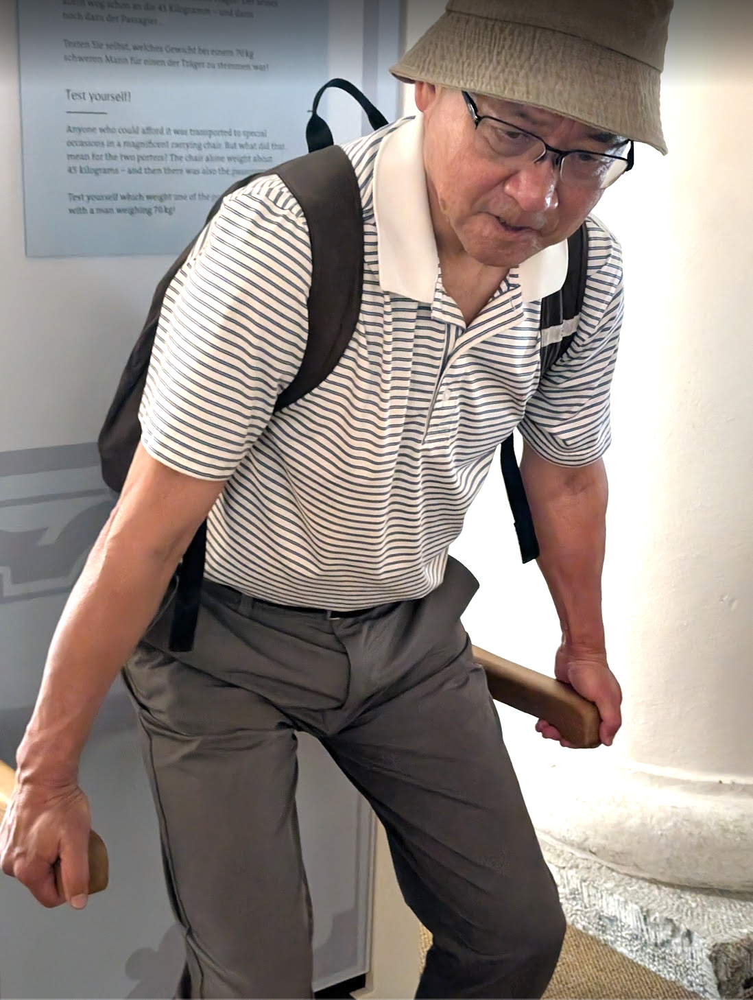 allein wog schon an die 45 Kilogramm – und dann
noch dazu der Passagier...
Testen Sie selbst, welches Gewicht bei einem 70 kg
schweren Mann für einen der Träger zu stemmen war!
Test yourself!
Anyone who could afford it was transported to special
occasions in a magnificent carrying chair. But what did that
mean for the two porters? The chair alone weight about
45 kilograms – and then there was also the
Test yourself which weight one of the
with a man weighing 70 kg!